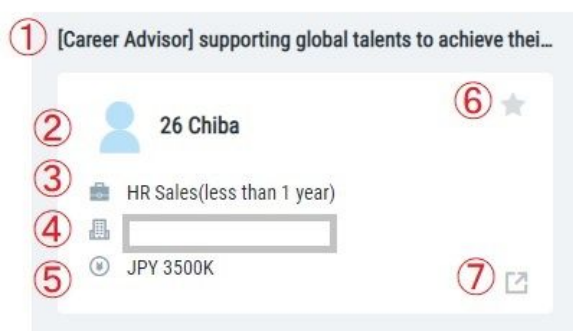 ① [Career Advisor] supporting global talents to achieve thei...
⑥
② 26 Chiba
③ HR Sales(less than 1 year)
④
⑤ JPY 3500K
⑦